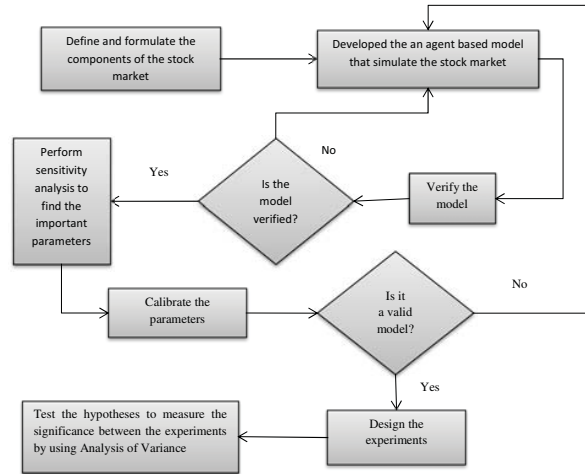 Define and formulate the
components of the stock
market
Developed the an agent based model
that simulate the stock market
Perform
sensitivity
analysis to
find the
important
parameters
Yes
No
Is the
model
verified?
Verify the
model
Calibrate the
parameters
Is it
a valid
model?
No
Yes
Test the hypotheses to measure the
significance between the experiments
by using Analysis of Variance
Design the
experiments